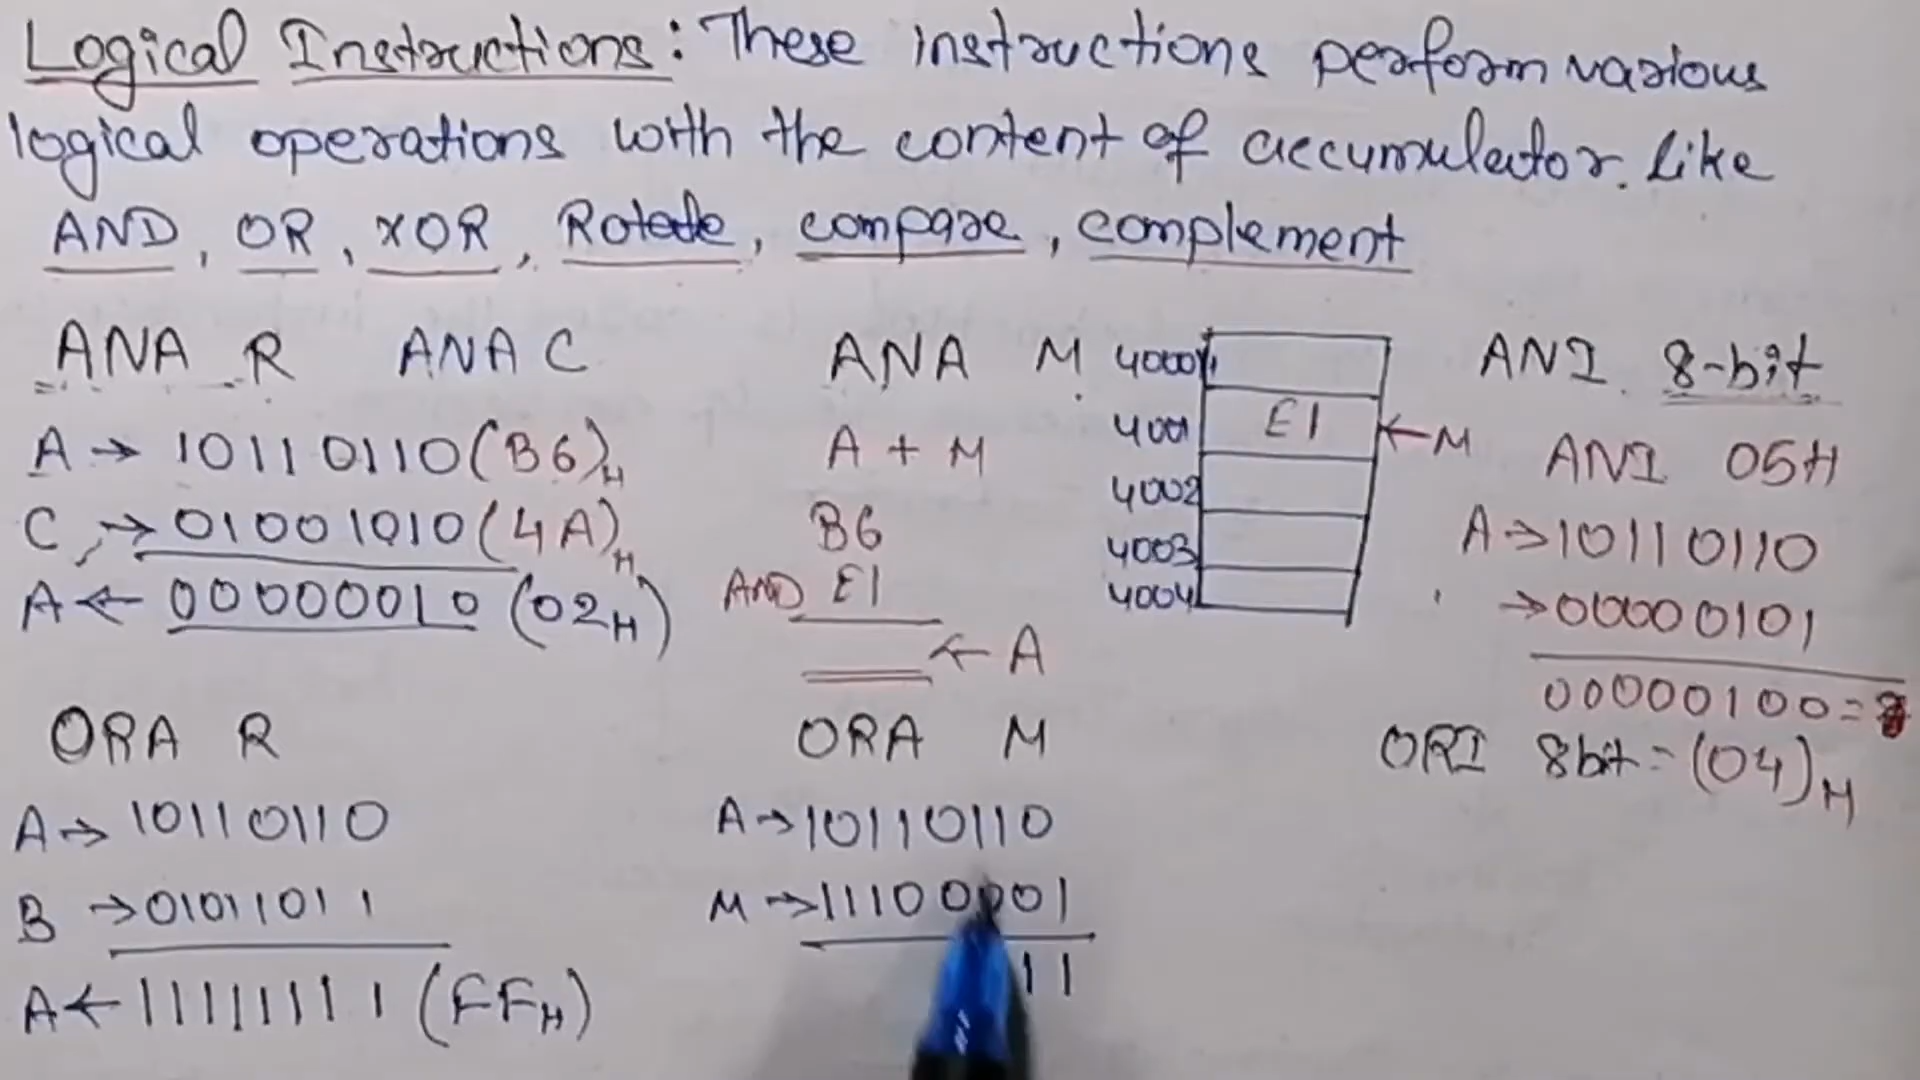 Logical Instructions: These instructions perform various
logical operations with the content of accumulator. Like
AND, OR, XOR, Rotate, compare, complement
ANA R ANA C
A → 10110110 (B6)H
C → 01001010 (4A)H
A ← 00000010 (02H)
ANA M
A + M
B6
AND E1
← A
4000
4001 E1 ← M
4002
4003
4004
ANI 8-bit
ANI 05H
A → 10110110
→ 00000101
00000100 =
= (04)H
ORA R
A → 10110110
B → 01011011
A ← 11111111 (FFH)
ORA M
A → 10110110
M → 11100001
11
ORI 8bit